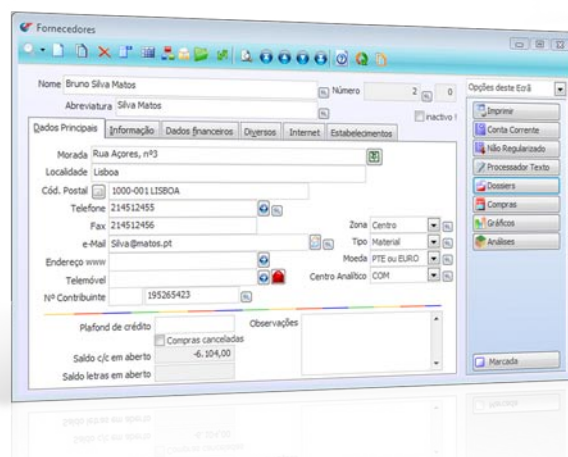 Fornecedores
Nome Bruno Silva Matos Número 2 0
Abreviatura Silva Matos inactivo !
Dados Principais Informação Dados financeiros Diversos Internet Estabelecimentos
Morada Rua Açores, nº3
Localidade Lisboa
Cód. Postal 1000-001 LISBOA
Telefone 214512455
Fax 214512456 Zona Centro
e-Mail Silva@matos.pt Tipo Material
Endereço www Moeda PTE ou EURO
Telemóvel Centro Analítico COM
Nº Contribuinte 195265423
Plafond de crédito Observações
Compras canceladas
Saldo c/c em aberto -6.104,00
Saldo letras em aberto
Opções deste Ecrã
Imprimir
Conta Corrente
Não Regularizado
Processador Texto
Dossiers
Compras
Gráficos
Análises
Marcada